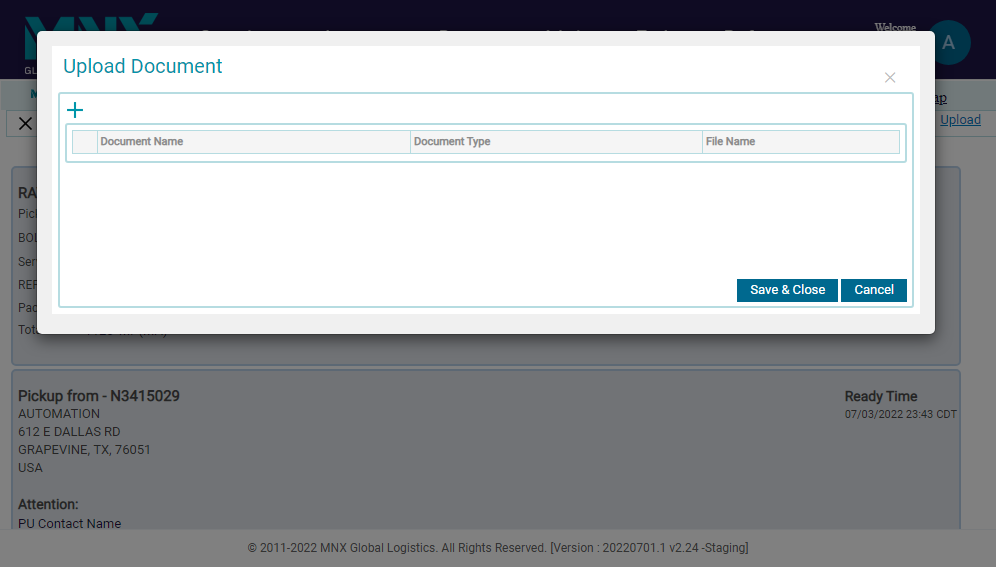 MNX
Welcome
A
GL
Upload Document
M
ap
Upload
Document Name Document Type File Name
RA
Pic
BOL
Ser
REF
Pac
Tot
Save & Close Cancel
Pickup from - N3415029 Ready Time
AUTOMATION 07/03/2022 23:43 CDT
612 E DALLAS RD
GRAPEVINE, TX, 76051
USA
Attention:
PU Contact Name
© 2011-2022 MNX Global Logistics. All Rights Reserved. [Version : 20220701.1 v2.24 -Staging]